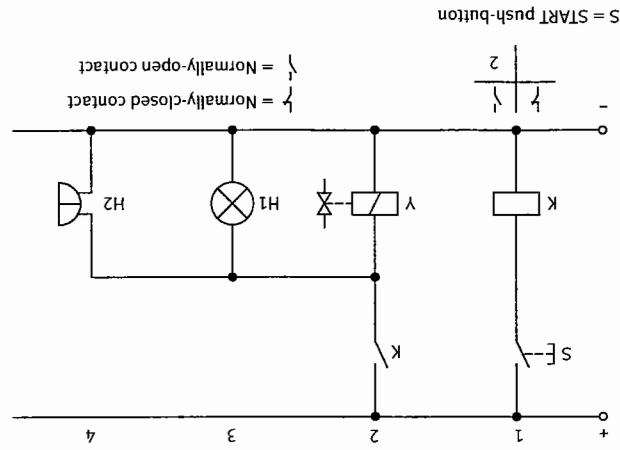 + 1 2 3 4
S
K
K
Y
H1
H2
-
= Normally-closed contact
2
= Normally-open contact
S = START push-button